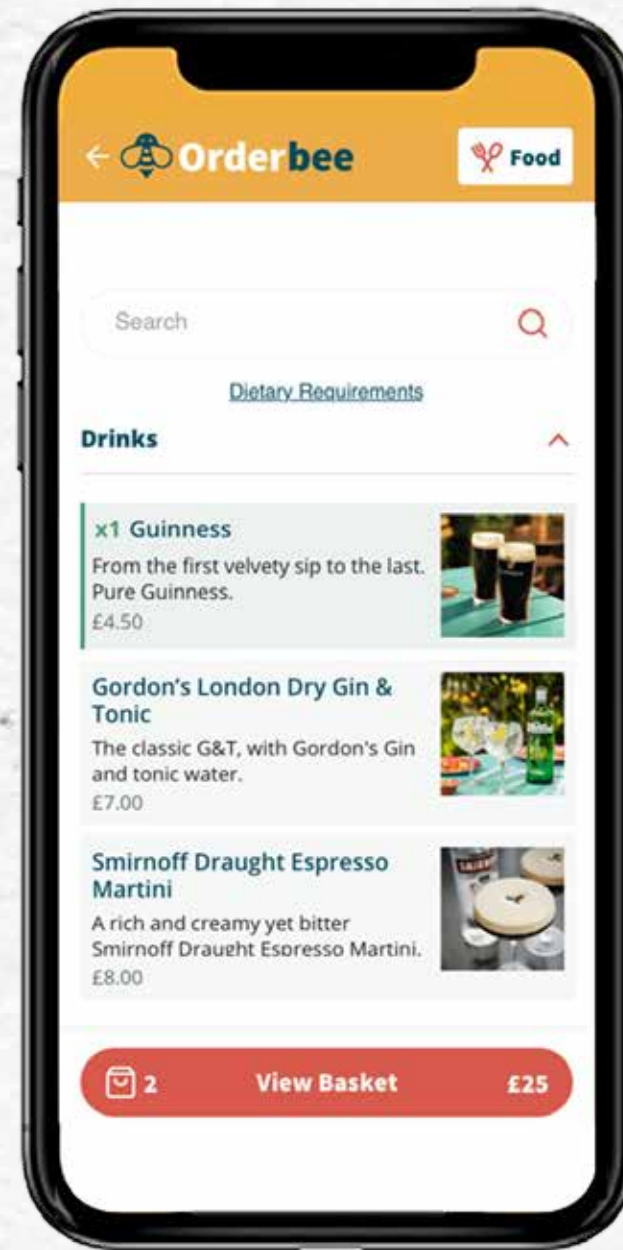 Orderbee
Food
Search
Dietary Requirements
Drinks
x1 Guinness
From the first velvety sip to the last.
Pure Guinness.
£4.50
Gordon's London Dry Gin &
Tonic
The classic G&T, with Gordon's Gin
and tonic water.
£7.00
Smirnoff Draught Espresso
Martini
A rich and creamy yet bitter
Smirnoff Draught Espresso Martini.
£8.00
2 View Basket £25